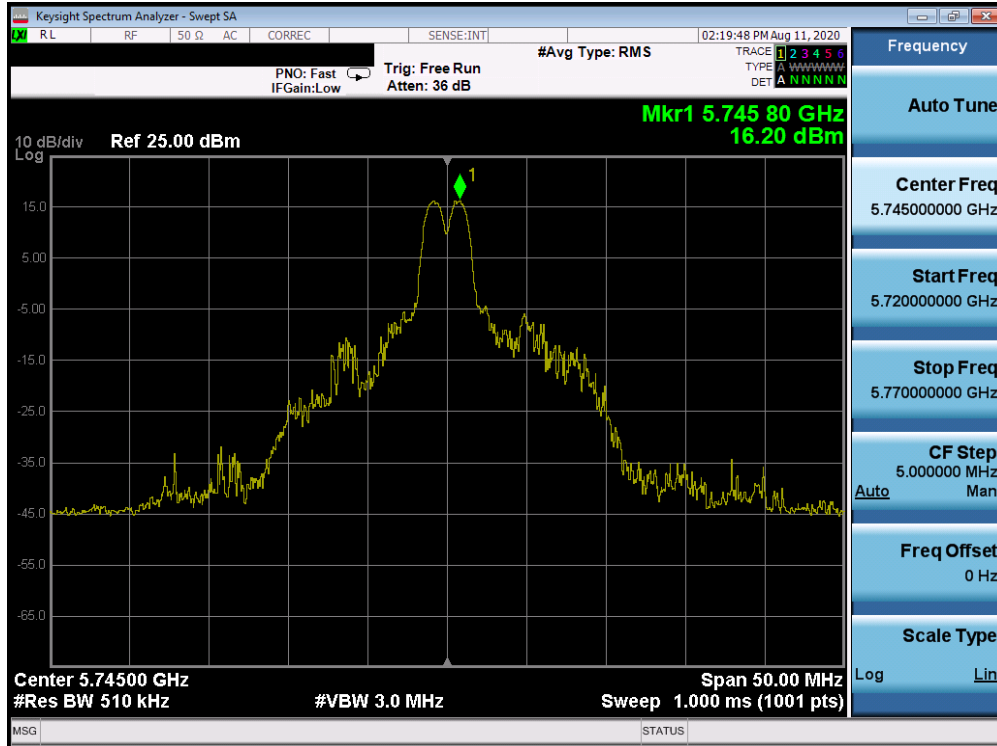 Keysight Spectrum Analyzer - Swept SA
LXI RL RF 50 Ω AC CORREC SENSE:INT 02:19:48 PM Aug 11, 2020
PNO: Fast
IFGain:Low
Trig: Free Run
Atten: 36 dB
#Avg Type: RMS
TRACE 1 2 3 4 5 6
TYPE A WWWWW
DET A N N N N N
Mkr1 5.745 80 GHz
16.20 dBm
10 dB/div Ref 25.00 dBm
Log
1
15.0
5.00
-5.00
-15.0
-25.0
-35.0
-45.0
-55.0
-65.0
Center 5.74500 GHz Span 50.00 MHz
#Res BW 510 kHz #VBW 3.0 MHz Sweep 1.000 ms (1001 pts)
MSG STATUS
Frequency
Auto Tune
Center Freq
5.745000000 GHz
Start Freq
5.720000000 GHz
Stop Freq
5.770000000 GHz
CF Step
5.000000 MHz
Auto Man
Freq Offset
0 Hz
Scale Type
Log Lin